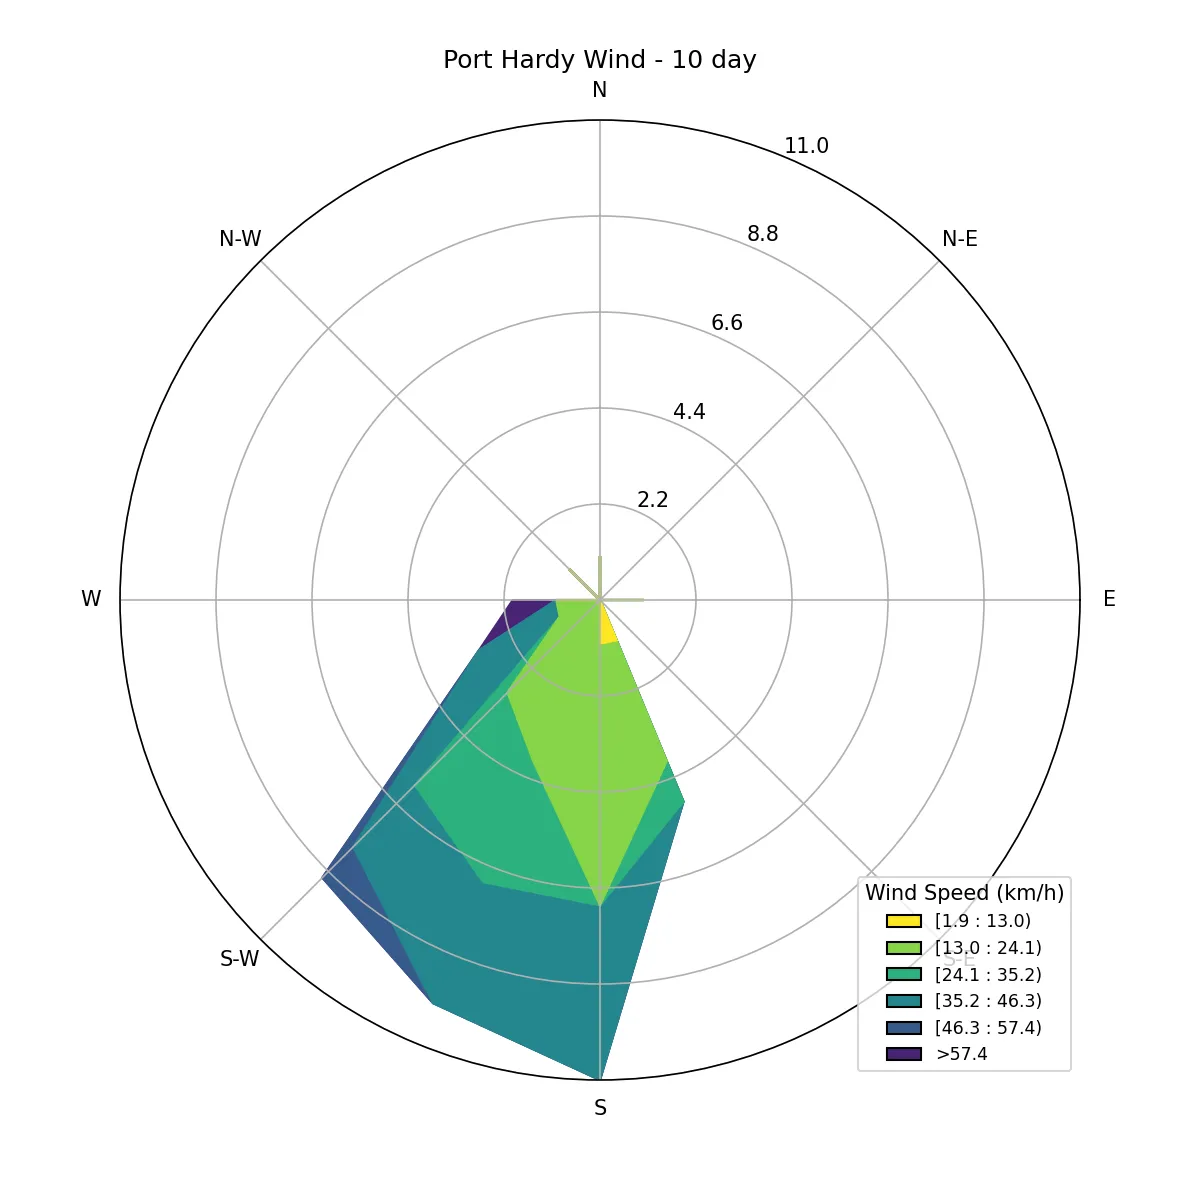 Port Hardy Wind - 10 day
N
11.0
N-W
8.8
N-E
6.6
4.4
2.2
W
E
S-W
S-E
S
Wind Speed (km/h)
[1.9 : 13.0)
[13.0 : 24.1)
[24.1 : 35.2)
[35.2 : 46.3)
[46.3 : 57.4)
>57.4